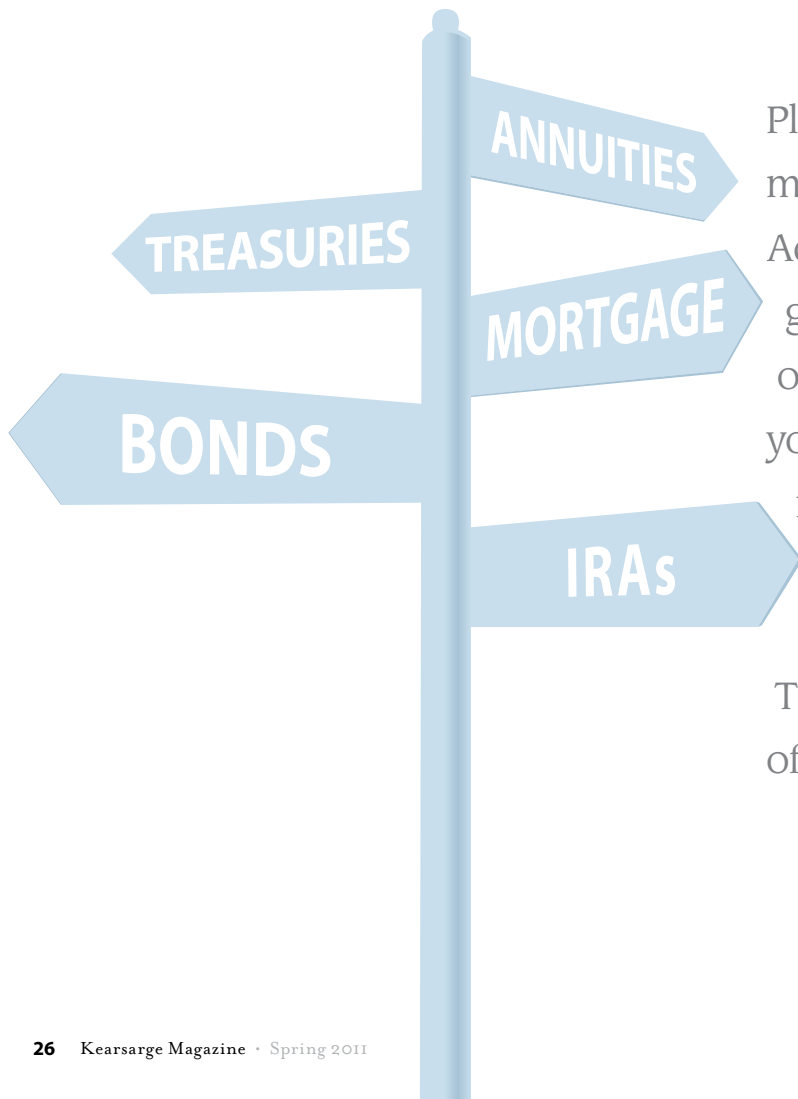 ANNUITIES
TREASURIES
MORTGAGE
BONDS
IRAs
26 Kearsarge Magazine • Spring 2011